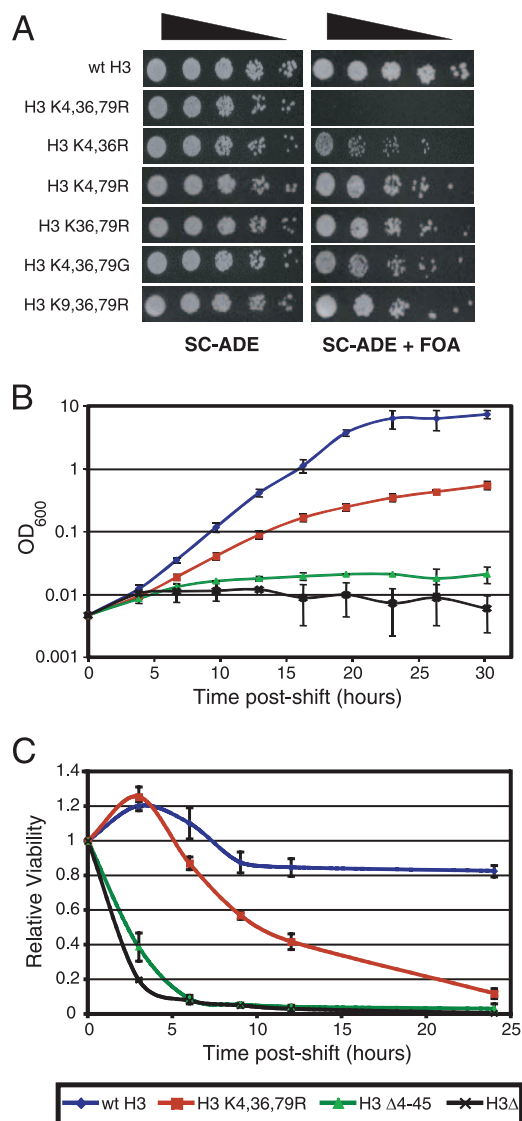 A
wt H3
H3 K4,36,79R
H3 K4,36R
H3 K4,79R
H3 K36,79R
H3 K4,36,79G
H3 K9,36,79R
SC-ADE
SC-ADE + FOA
B
OD600
10
1
0.1
0.01
0.001
0 5 10 15 20 25 30
Time post-shift (hours)
C
Relative Viability
1.4
1.2
1
0.8
0.6
0.4
0.2
0
0 5 10 15 20 25
Time post-shift (hours)
wt H3 H3 K4,36,79R H3 Δ4-45 H3Δ